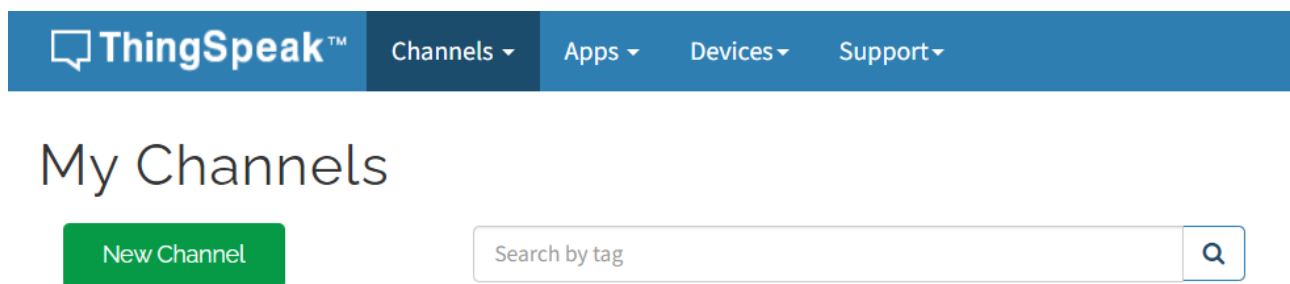 ThingSpeak™ Channels Apps Devices Support
My Channels
New Channel Search by tag